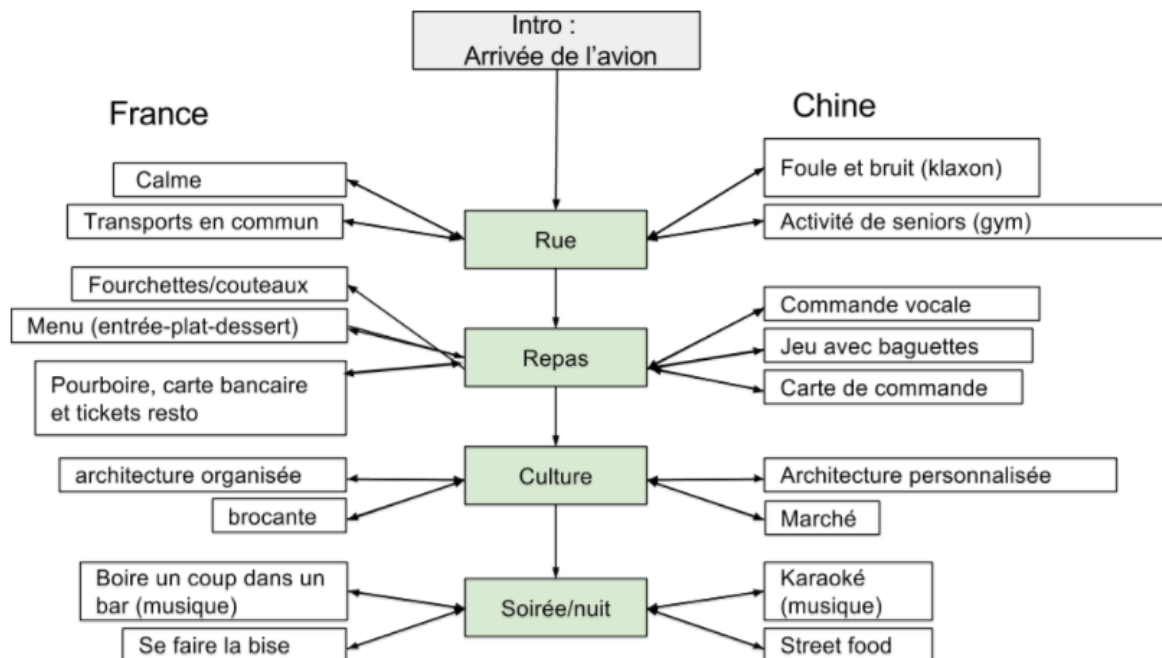 Intro :
Arrivée de l'avion
France
Chine
Calme
Foule et bruit (klaxon)
Transports en commun
Rue
Activité de seniors (gym)
Fourchettes/couteaux
Menu (entrée-plat-dessert)
Pourboire, carte bancaire
et tickets resto
Repas
Commande vocale
Jeu avec baguettes
Carte de commande
architecture organisée
brocante
Culture
Architecture personnalisée
Marché
Boire un coup dans un
bar (musique)
Se faire la bise
Soirée/nuit
Karaoké
(musique)
Street food